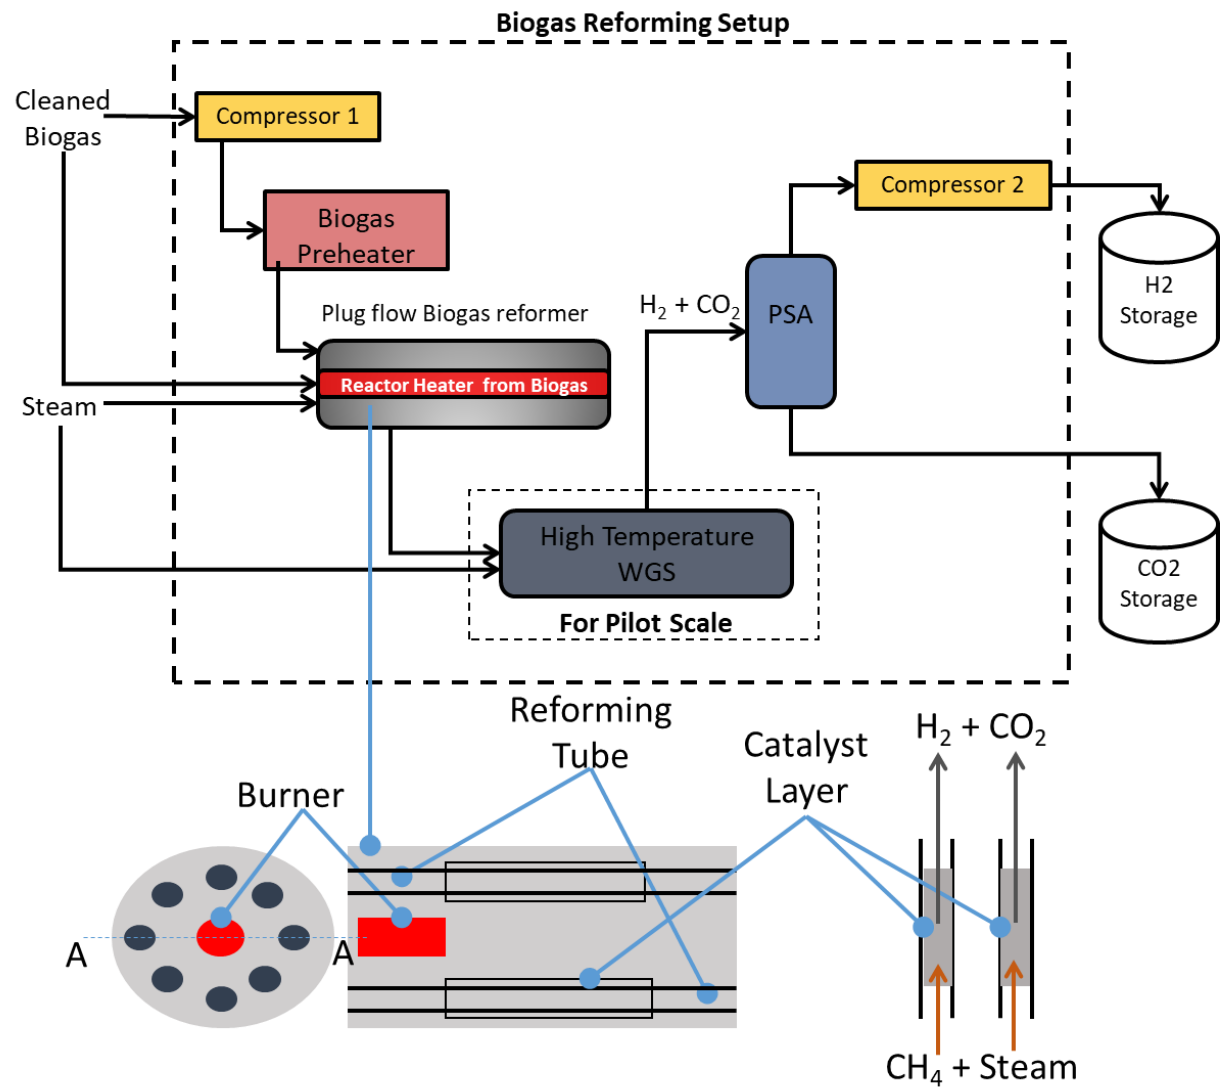 Biogas Reforming Setup
Cleaned
Biogas
Compressor 1
Biogas
Preheater
Compressor 2
H2
Storage
PSA
H₂ + CO₂
Plug flow Biogas reformer
Reactor Heater from Biogas
Steam
High Temperature
WGS
For Pilot Scale
CO2
Storage
Reforming
Tube
Catalyst
Layer
H₂ + CO₂
Burner
A
A
CH₄ + Steam